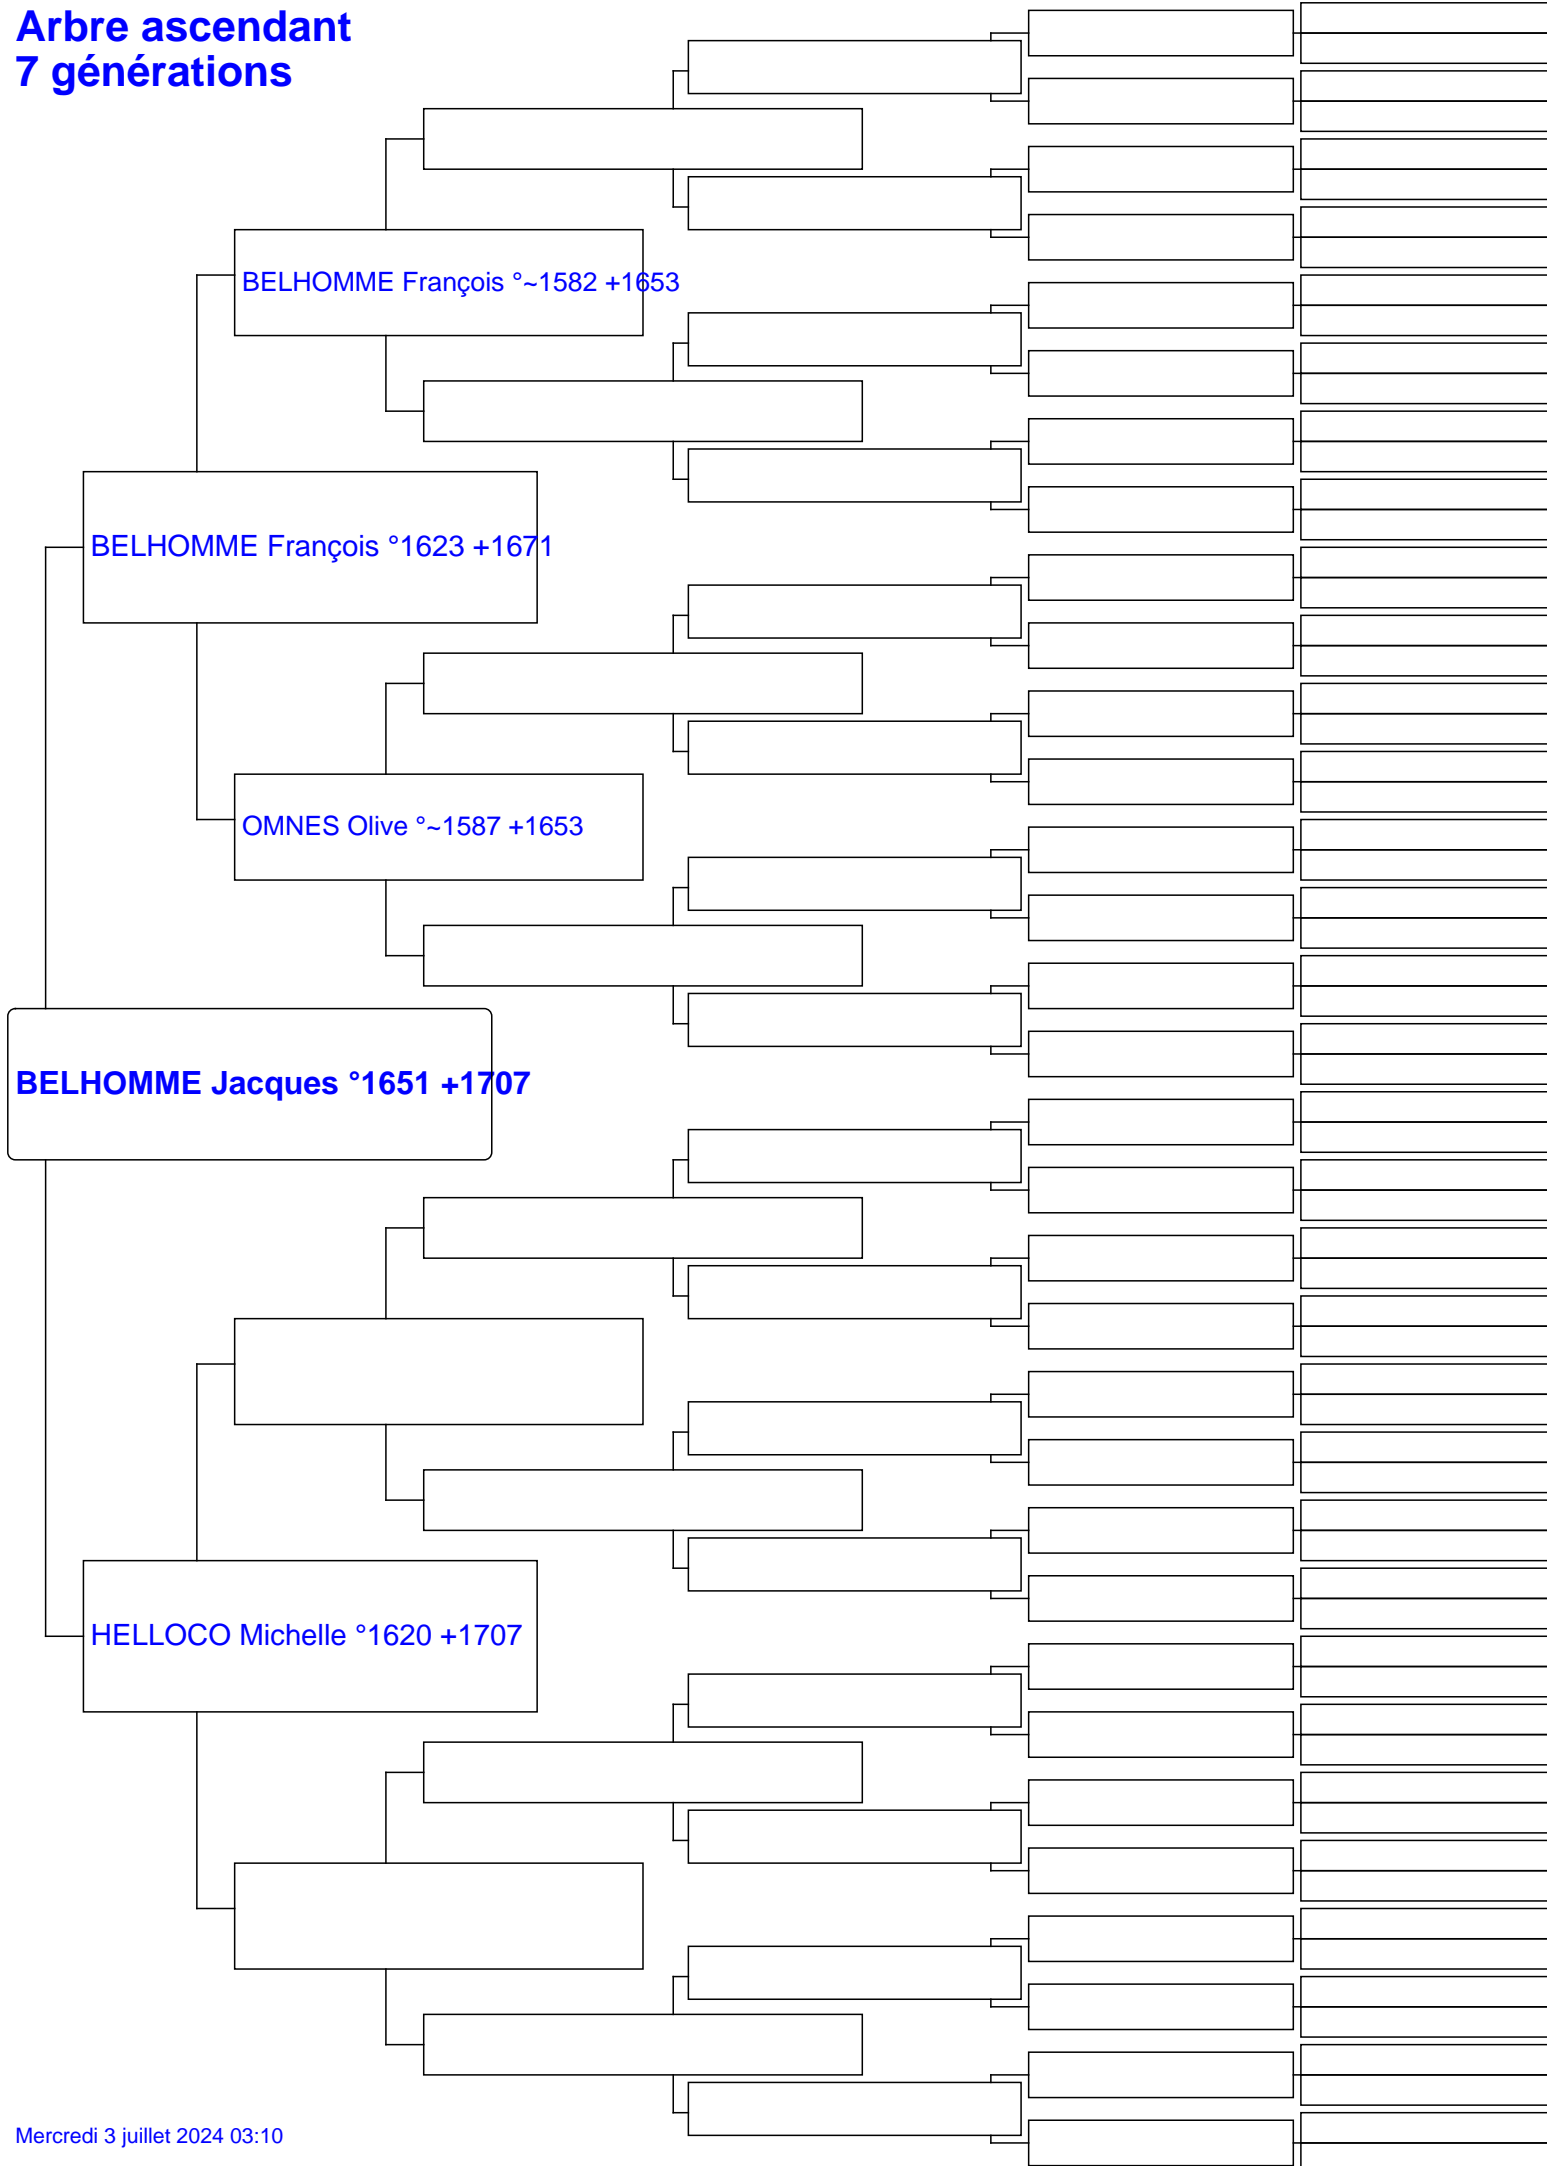 Arbre ascendant
7 générations
BELHOMME François °~1582 +1653
BELHOMME François °1623 +1671
OMNES Olive °~1587 +1653
BELHOMME Jacques °1651 +1707
HELLOCO Michelle °1620 +1707
Mercredi 3 juillet 2024 03:10